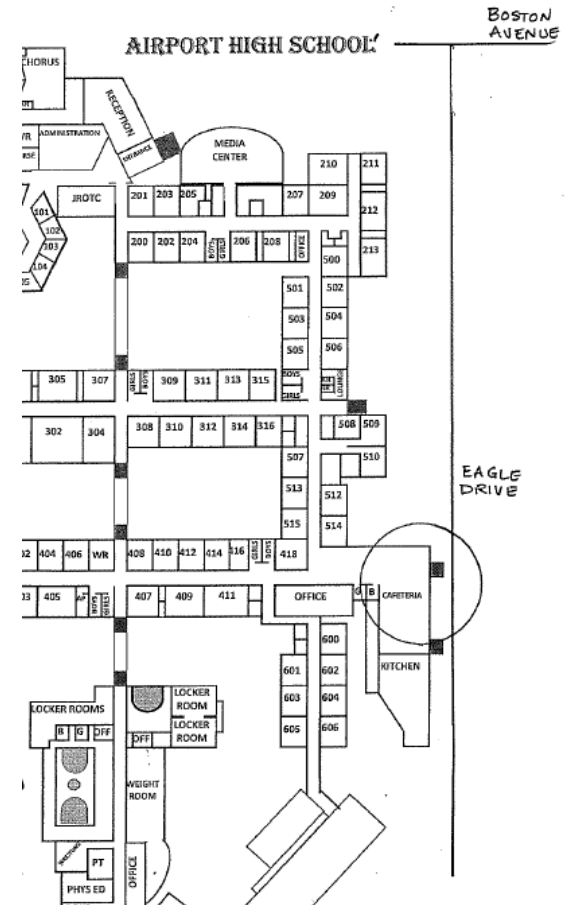 BOSTON
AVENUE
AIRPORT HIGH SCHOOL
CHORUS
RECEPTION
ADMINISTRATION
ENTRANCE
MEDIA
CENTER
210 211
JROTC 201 203 205 207 209 212
101
102
103
104
200 202 204 BOYS GIRLS 206 208 OFFICE 500 213
501 502
503 504
505 506
305 307 GIRLS BOYS 309 311 313 315 BOYS GIRLS LOUNGE
302 304 308 310 312 314 316 508 509
507 510
513 512
515 514
EAGLE
DRIVE
404 406 WR 408 410 412 414 416 GIRLS BOYS 418
405 BOYS GIRLS 407 409 411 OFFICE G B CAFETERIA
600
601 602 KITCHEN
603 604
605 606
LOCKER ROOMS
LOCKER
ROOM
LOCKER
ROOM
B G OFF OFF
WEIGHT
ROOM
PT
OFFICE
PHYS ED